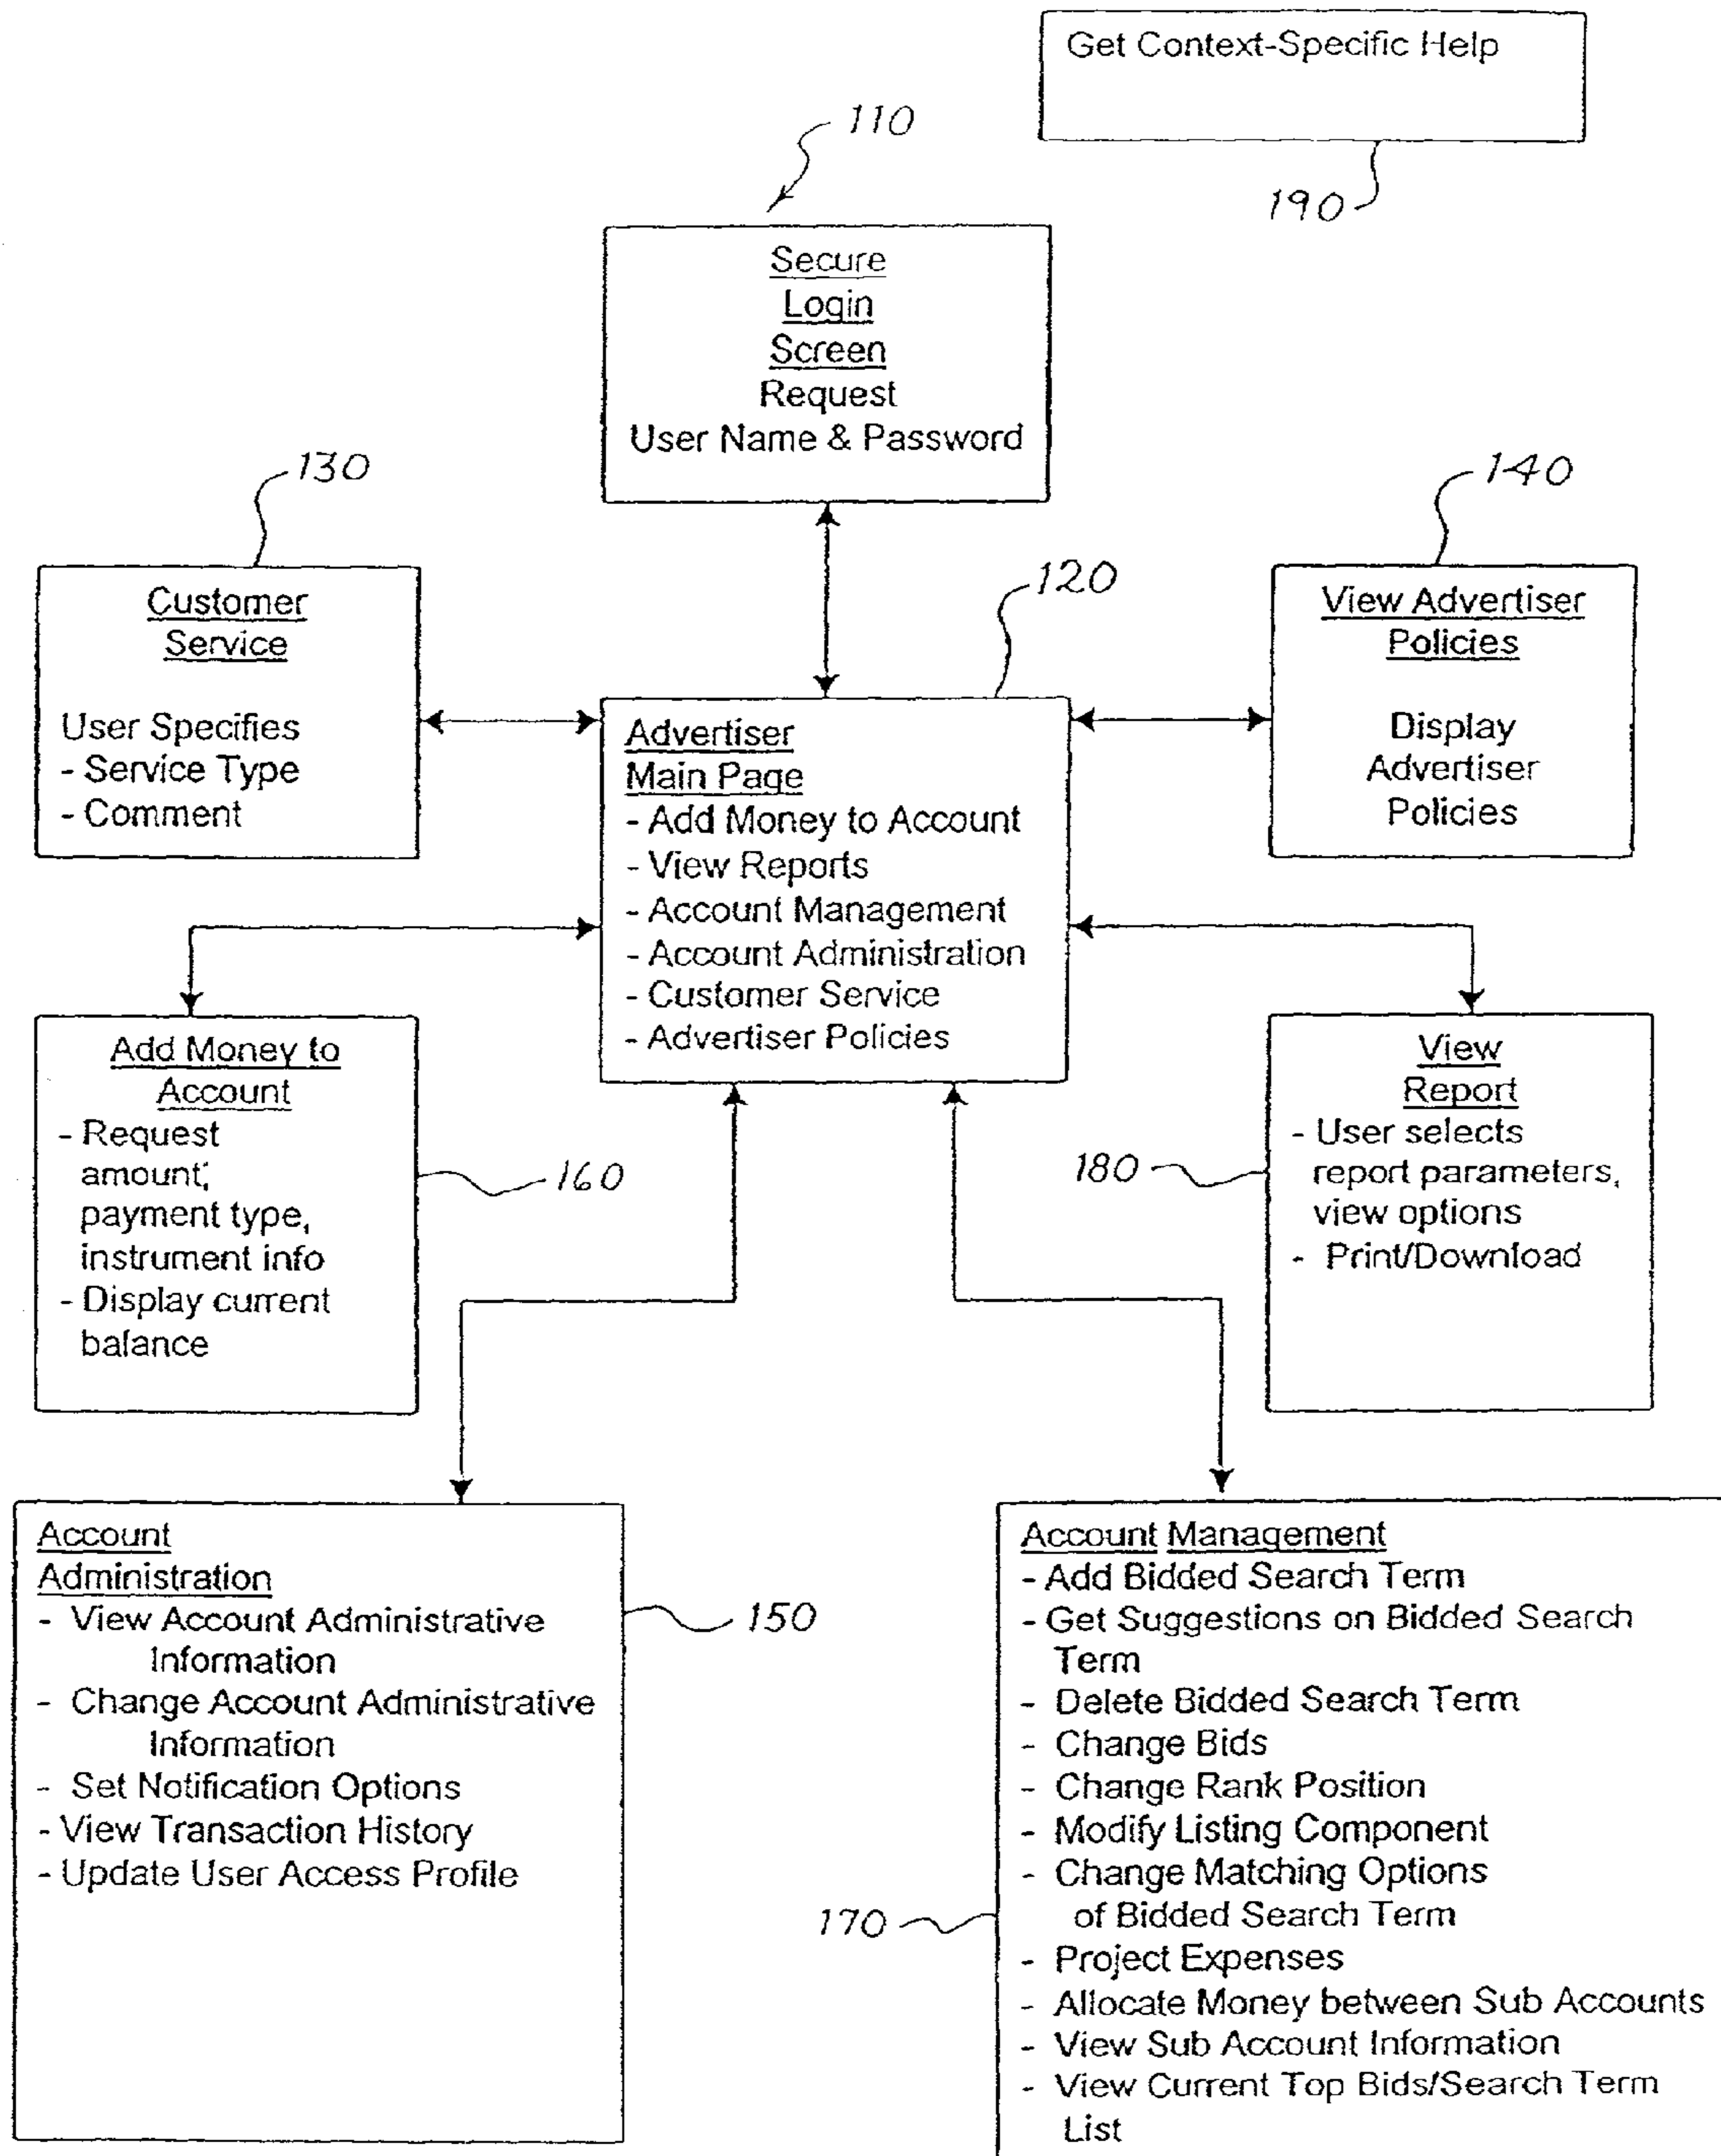 Get Context-Specific Help
190
110
Secure
Login
Screen
Request
User Name & Password
130
Customer
Service
User Specifies
- Service Type
- Comment
120
Advertiser
Main Page
- Add Money to Account
- View Reports
- Account Management
- Account Administration
- Customer Service
- Advertiser Policies
140
View Advertiser
Policies
Display
Advertiser
Policies
Add Money to
Account
- Request
amount;
payment type,
instrument info
- Display current
balance
160
180
View
Report
- User selects
report parameters,
view options
- Print/Download
Account
Administration
- View Account Administrative
Information
- Change Account Administrative
Information
- Set Notification Options
- View Transaction History
- Update User Access Profile
150
170
Account Management
- Add Bidded Search Term
- Get Suggestions on Bidded Search
Term
- Delete Bidded Search Term
- Change Bids
- Change Rank Position
- Modify Listing Component
- Change Matching Options
of Bidded Search Term
- Project Expenses
- Allocate Money between Sub Accounts
- View Sub Account Information
- View Current Top Bids/Search Term
List